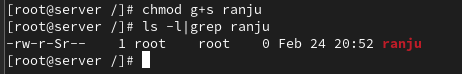 [root@server /]# chmod g+s ranju
[root@server /]# ls -l|grep ranju
-rw-r-Sr--    1 root    root    0 Feb 24 20:52 ranju
[root@server /]#